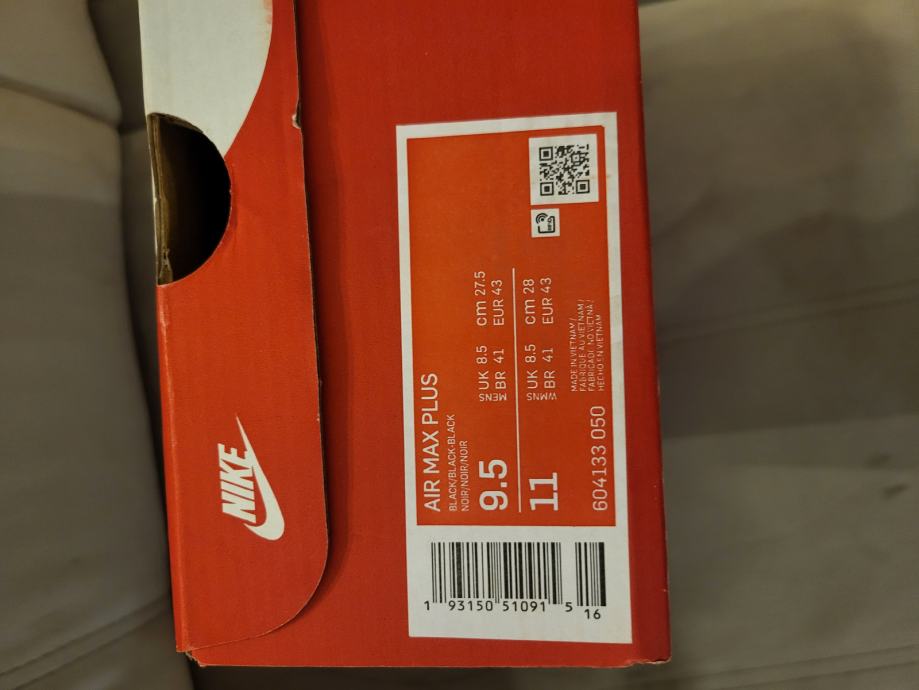 NIKE
AIR MAX PLUS
BLACK/BLACK-BLACK
NOIR/NOIR/NOIR
9.5
MENS
UK 8.5 cm 27.5
BR 41 EUR 43
11
WMNS
UK 8.5 cm 28
BR 41 EUR 43
RFID
604133 050
MADE IN VIETNAM /
FABRIQUE AU VIETNAM /
FABRICADO NO VIETNÃ /
HECHO EN VIETNAM
1 93150 51091 5 16